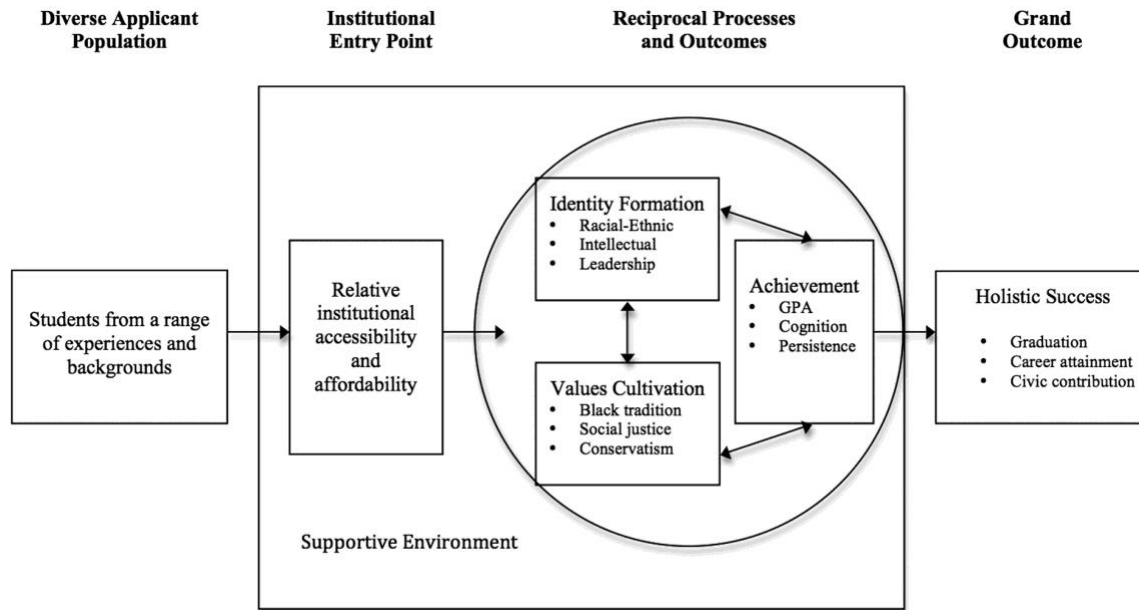 Diverse Applicant
Population
Institutional
Entry Point
Reciprocal Processes
and Outcomes
Grand
Outcome
Students from a range
of experiences and
backgrounds
Relative
institutional
accessibility
and
affordability
Identity Formation
• Racial-Ethnic
• Intellectual
• Leadership
Values Cultivation
• Black tradition
• Social justice
• Conservatism
Achievement
• GPA
• Cognition
• Persistence
Holistic Success
• Graduation
• Career attainment
• Civic contribution
Supportive Environment